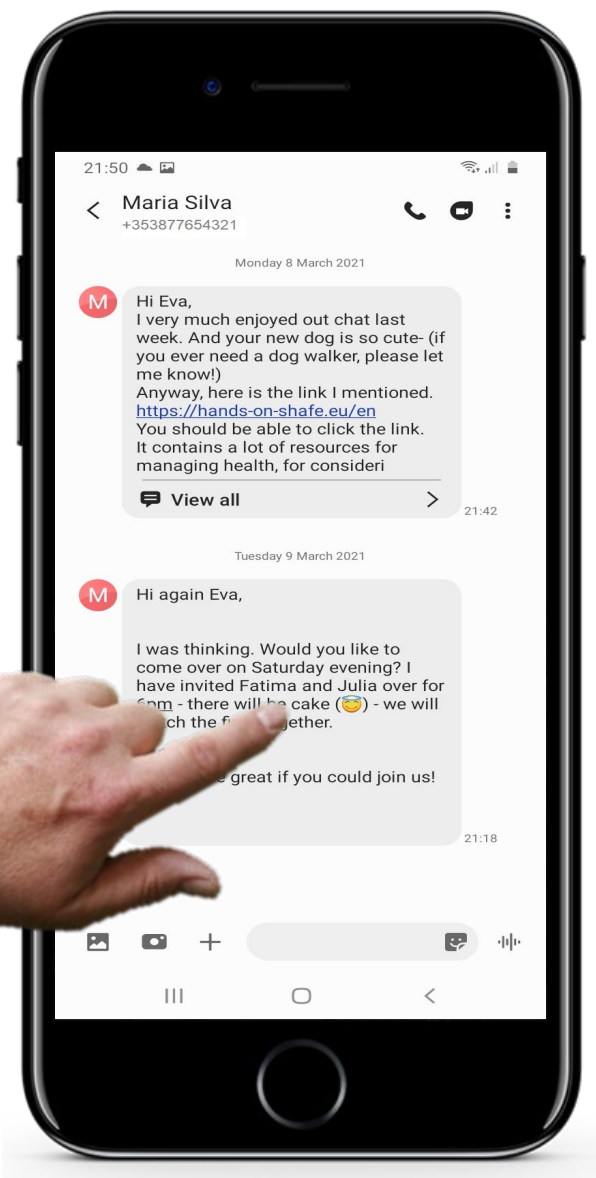 21:50
Maria Silva
+353877654321
Monday 8 March 2021
M
Hi Eva,
I very much enjoyed out chat last
week. And your new dog is so cute- (if
you ever need a dog walker, please let
me know!)
Anyway, here is the link I mentioned.
https://hands-on-shafe.eu/en
You should be able to click the link.
It contains a lot of resources for
managing health, for consideri
View all
21:42
Tuesday 9 March 2021
M
Hi again Eva,
I was thinking. Would you like to
come over on Saturday evening? I
have invited Fatima and Julia over for
6pm - there will be cake (😇) - we will
the
great if you could join us!
21:18